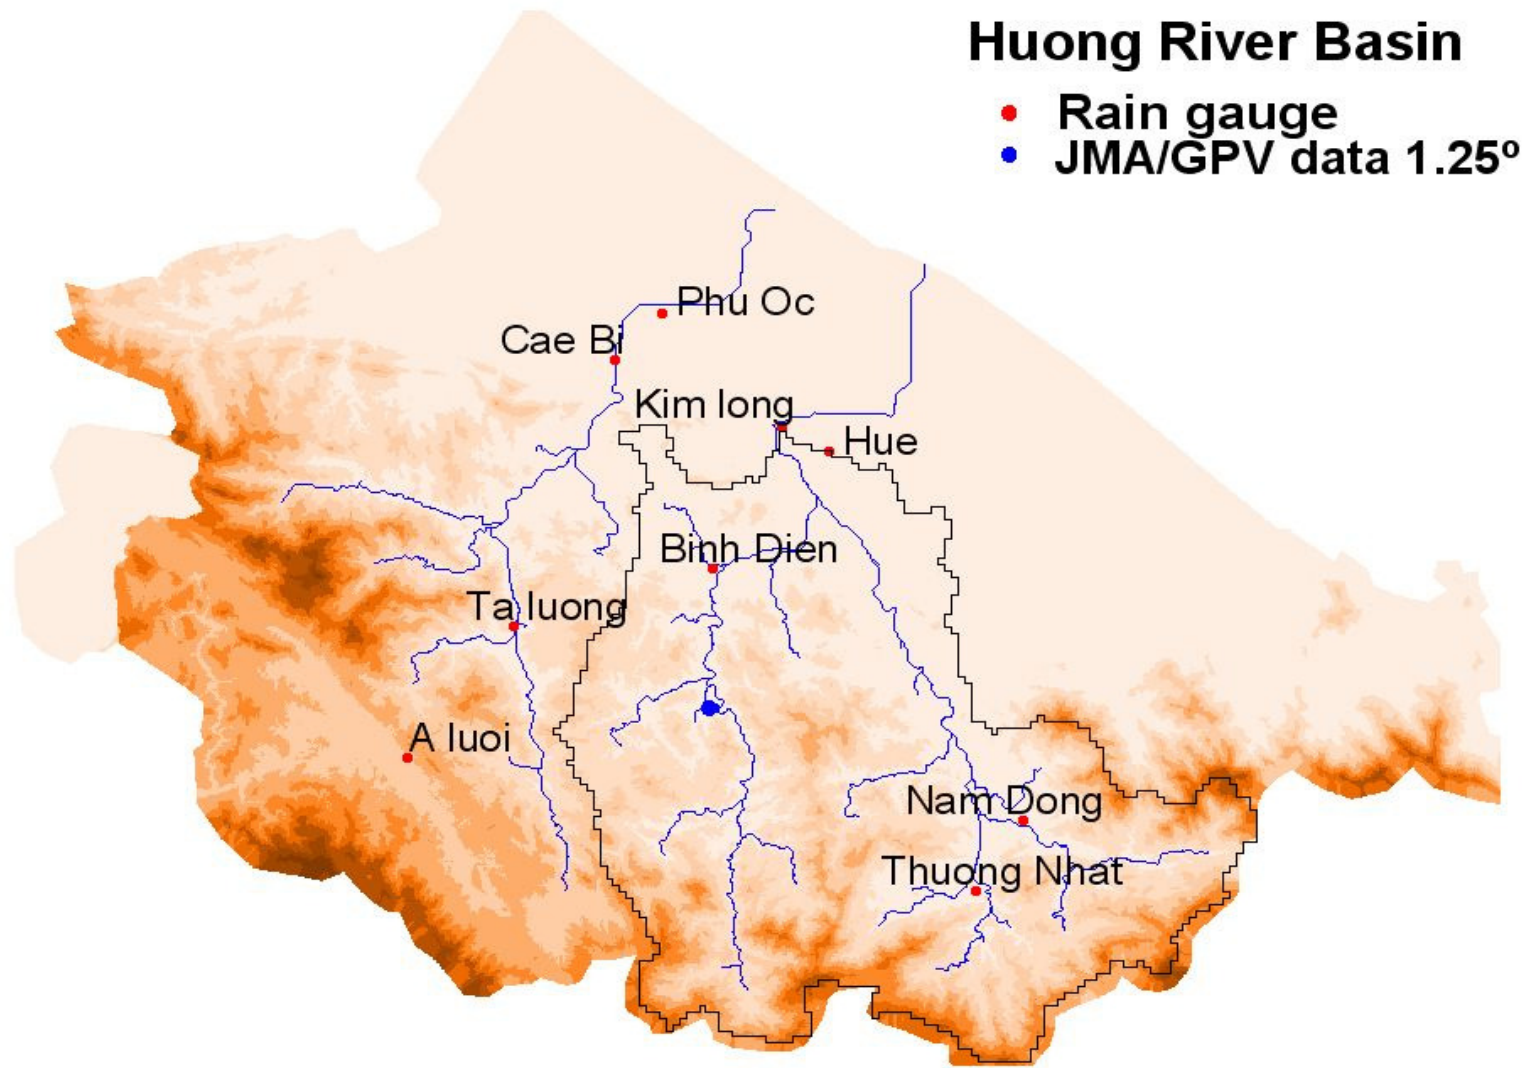 Huong River Basin
Rain gauge
JMA/GPV data 1.25º
Phu Oc
Cae Bi
Kim long
Hue
Binh Dien
Ta luong
A luoi
Nam Dong
Thuong Nhat